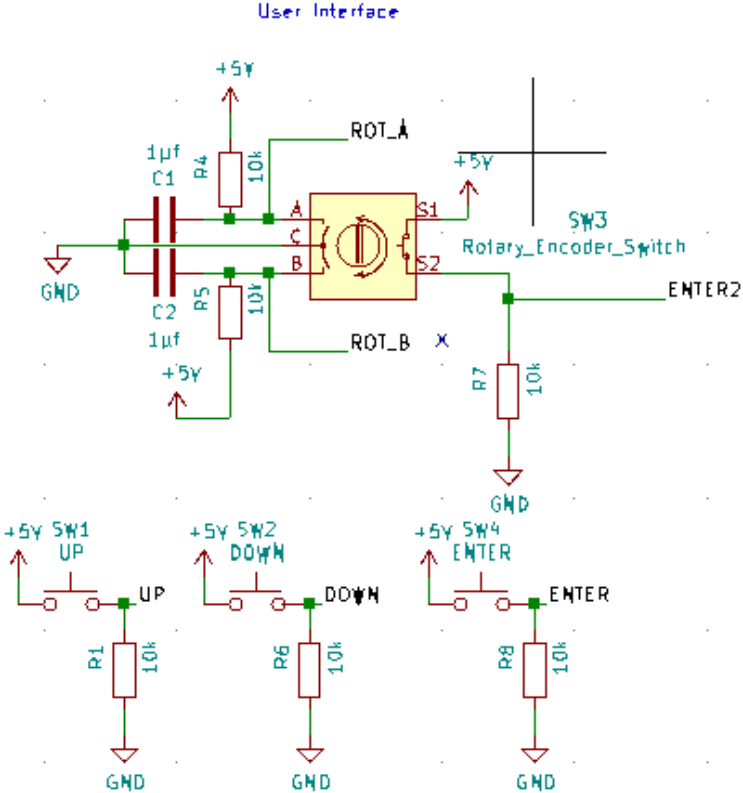 User Interface
+5V
ROT_A
1µf
C1
R4
10k
+5V
A
S1
SW3
C
Rotary_Encoder_Switch
B
S2
GND
ENTER2
C2
R5
10k
1µf
ROT_B
+5V
R7
10k
GND
+5V SW1
UP
+5V SW2
DOWN
+5V SW4
ENTER
UP
DOWN
ENTER
R1
10k
R6
10k
R8
10k
GND
GND
GND